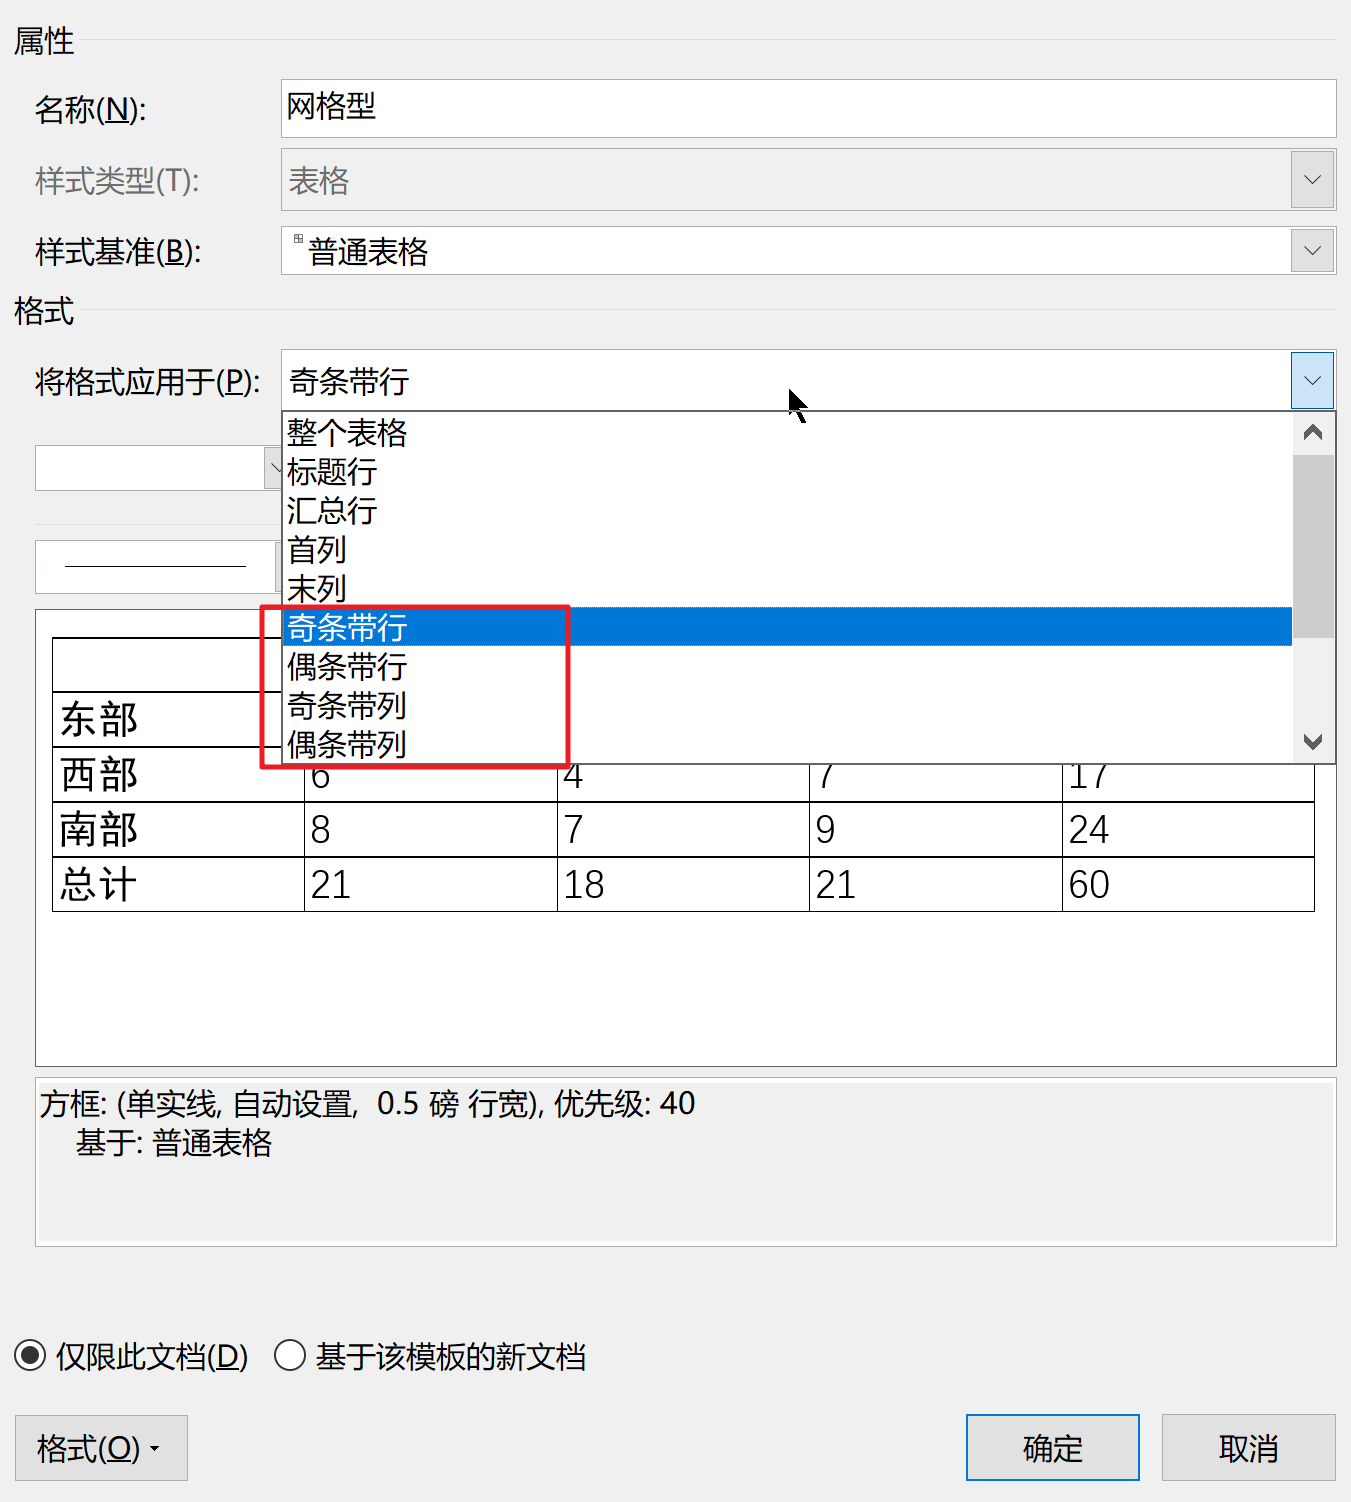 属性
名称(N):
网格型
样式类型(T):
表格
样式基准(B):
普通表格
格式
将格式应用于(P):
奇条带行
整个表格
标题行
汇总行
首列
末列
奇条带行
偶条带行
奇条带列
偶条带列
东部
西部 6 4 7 17
南部 8 7 9 24
总计 21 18 21 60
方框: (单实线, 自动设置,  0.5 磅 行宽), 优先级: 40
基于: 普通表格
仅限此文档(D) 基于该模板的新文档
格式(O) 确定 取消